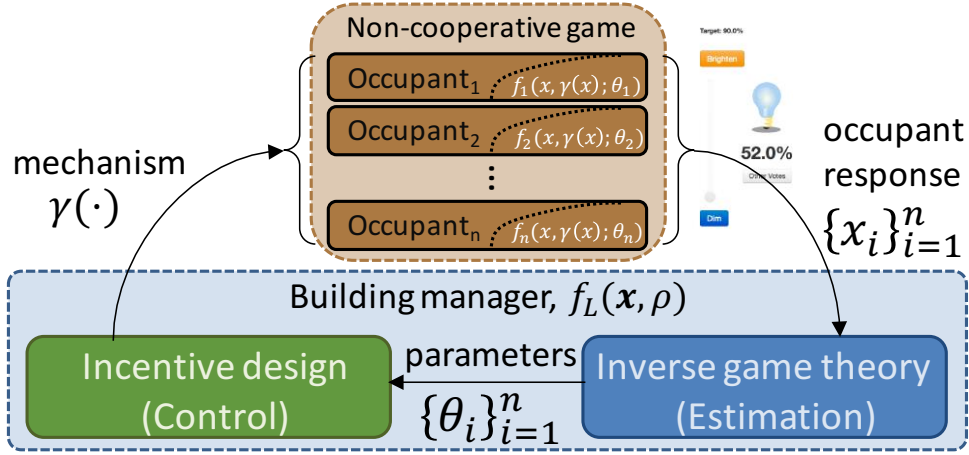 Non-cooperative game
Occupant₁ f₁(x, γ(x); θ₁)
Occupant₂ f₂(x, γ(x); θ₂)
⋮
Occupantₙ fₙ(x, γ(x); θₙ)
Target: 90.0%
Brighten
52.0%
Other Votes
Dim
mechanism
γ(·)
occupant
response
{xᵢ}ⁿᵢ₌₁
Building manager, f_L(𝒙, ρ)
Incentive design
(Control)
parameters
{θᵢ}ⁿᵢ₌₁
Inverse game theory
(Estimation)